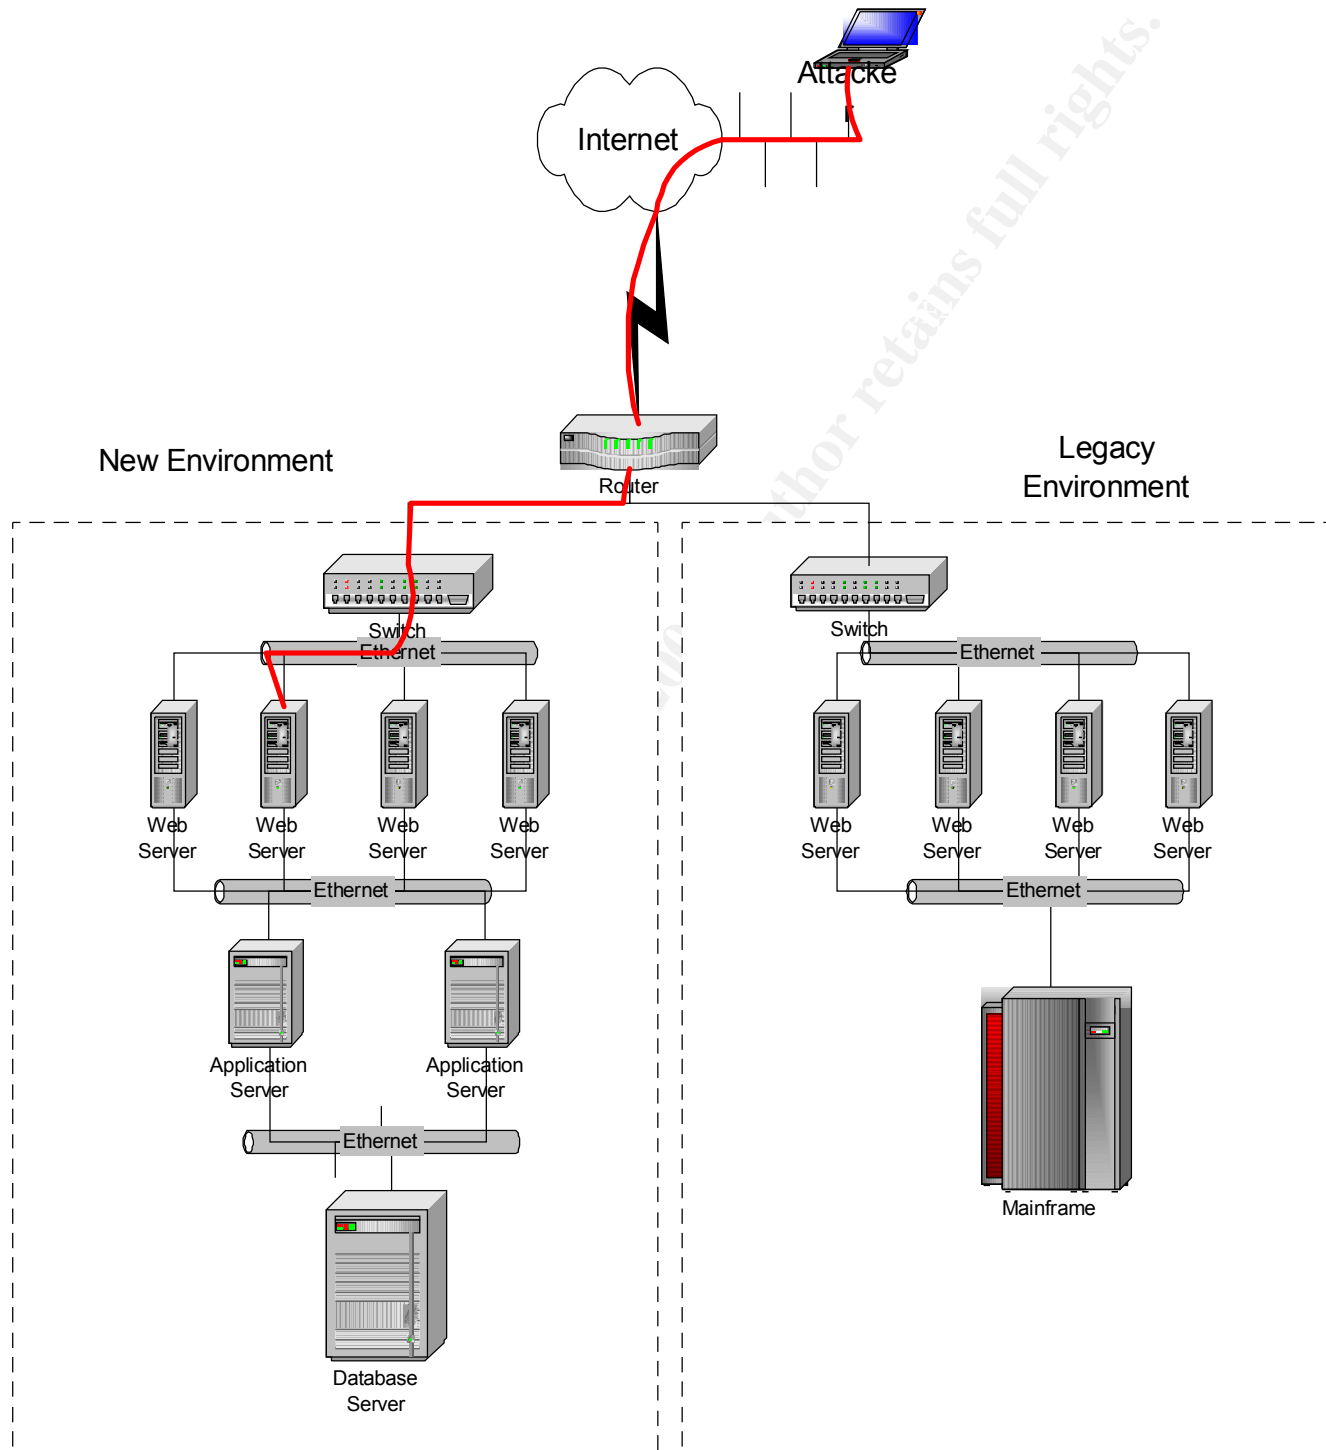 Attacke
r
Internet
Router
New Environment
Legacy
Environment
Switch
Ethernet
Switch
Ethernet
Web
Server
Web
Server
Web
Server
Web
Server
Web
Server
Web
Server
Web
Server
Web
Server
Ethernet
Ethernet
Application
Server
Application
Server
Ethernet
Mainframe
Database
Server
author retains full rights.